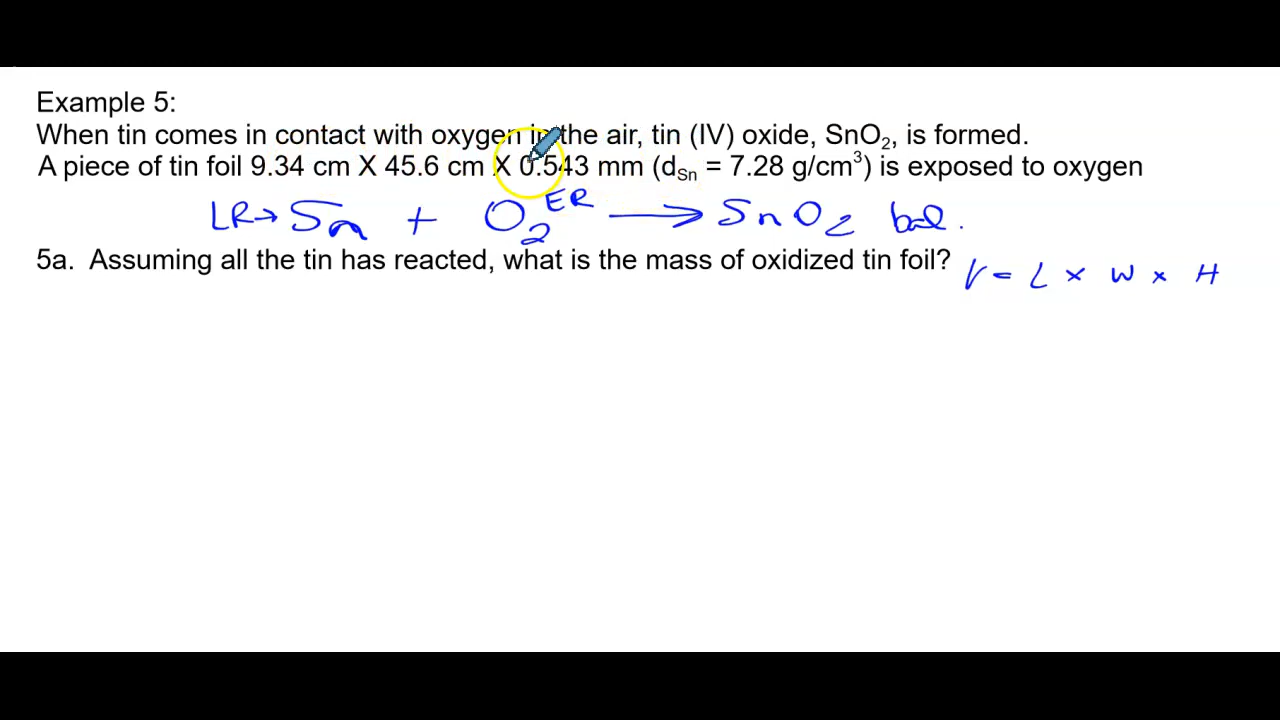 Example 5:
When tin comes in contact with oxygen in the air, tin (IV) oxide, SnO₂, is formed.
A piece of tin foil 9.34 cm X 45.6 cm X 0.543 mm (dSn = 7.28 g/cm³) is exposed to oxygen
LR→ Sn + O₂ ER ⟶ SnO₂ bal.
5a. Assuming all the tin has reacted, what is the mass of oxidized tin foil?
V = L × W × H